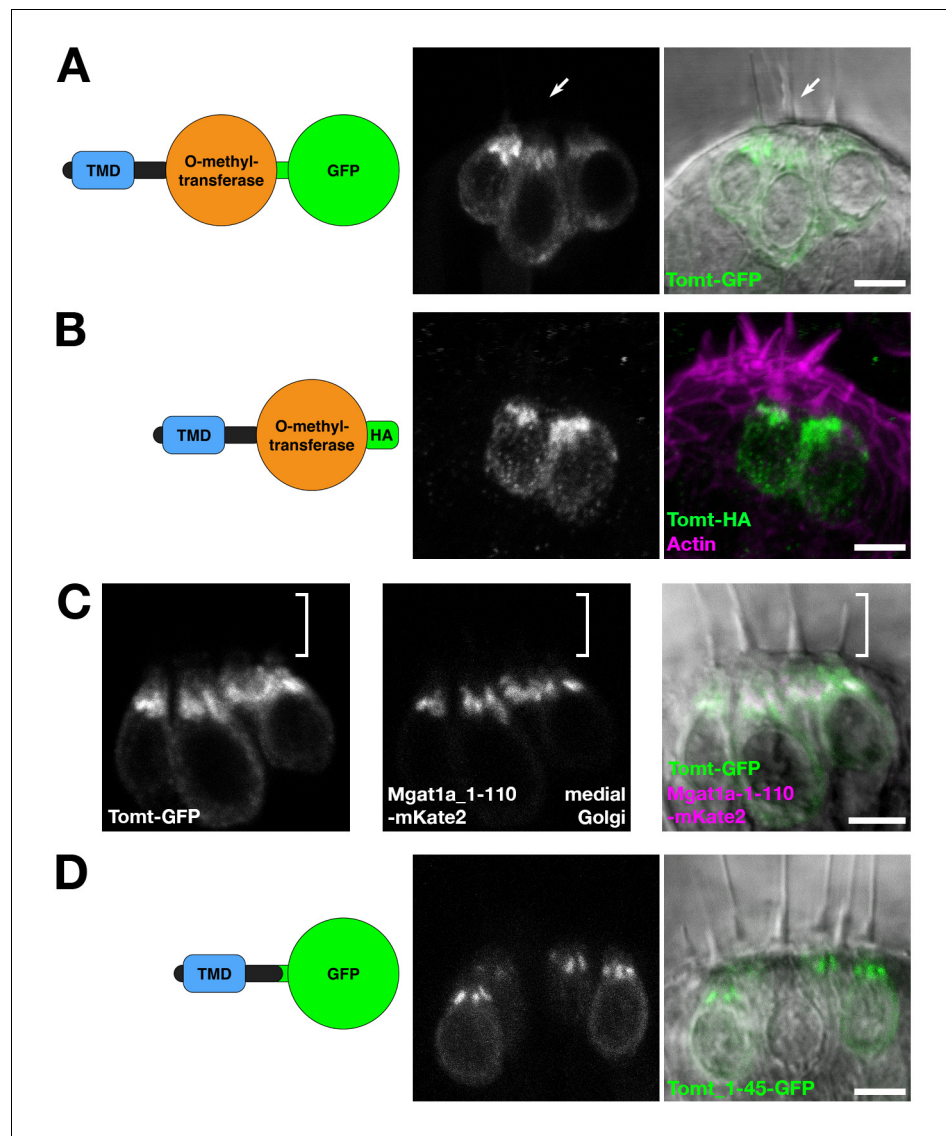 A
TMD
O-methyl-
transferase
GFP
Tomt-GFP
B
TMD
O-methyl-
transferase
HA
Tomt-HA
Actin
C
Tomt-GFP
Mgat1a_1-110
-mKate2
medial
Golgi
Tomt-GFP
Mgat1a-1-110
-mKate2
D
TMD
GFP
Tomt_1-45-GFP